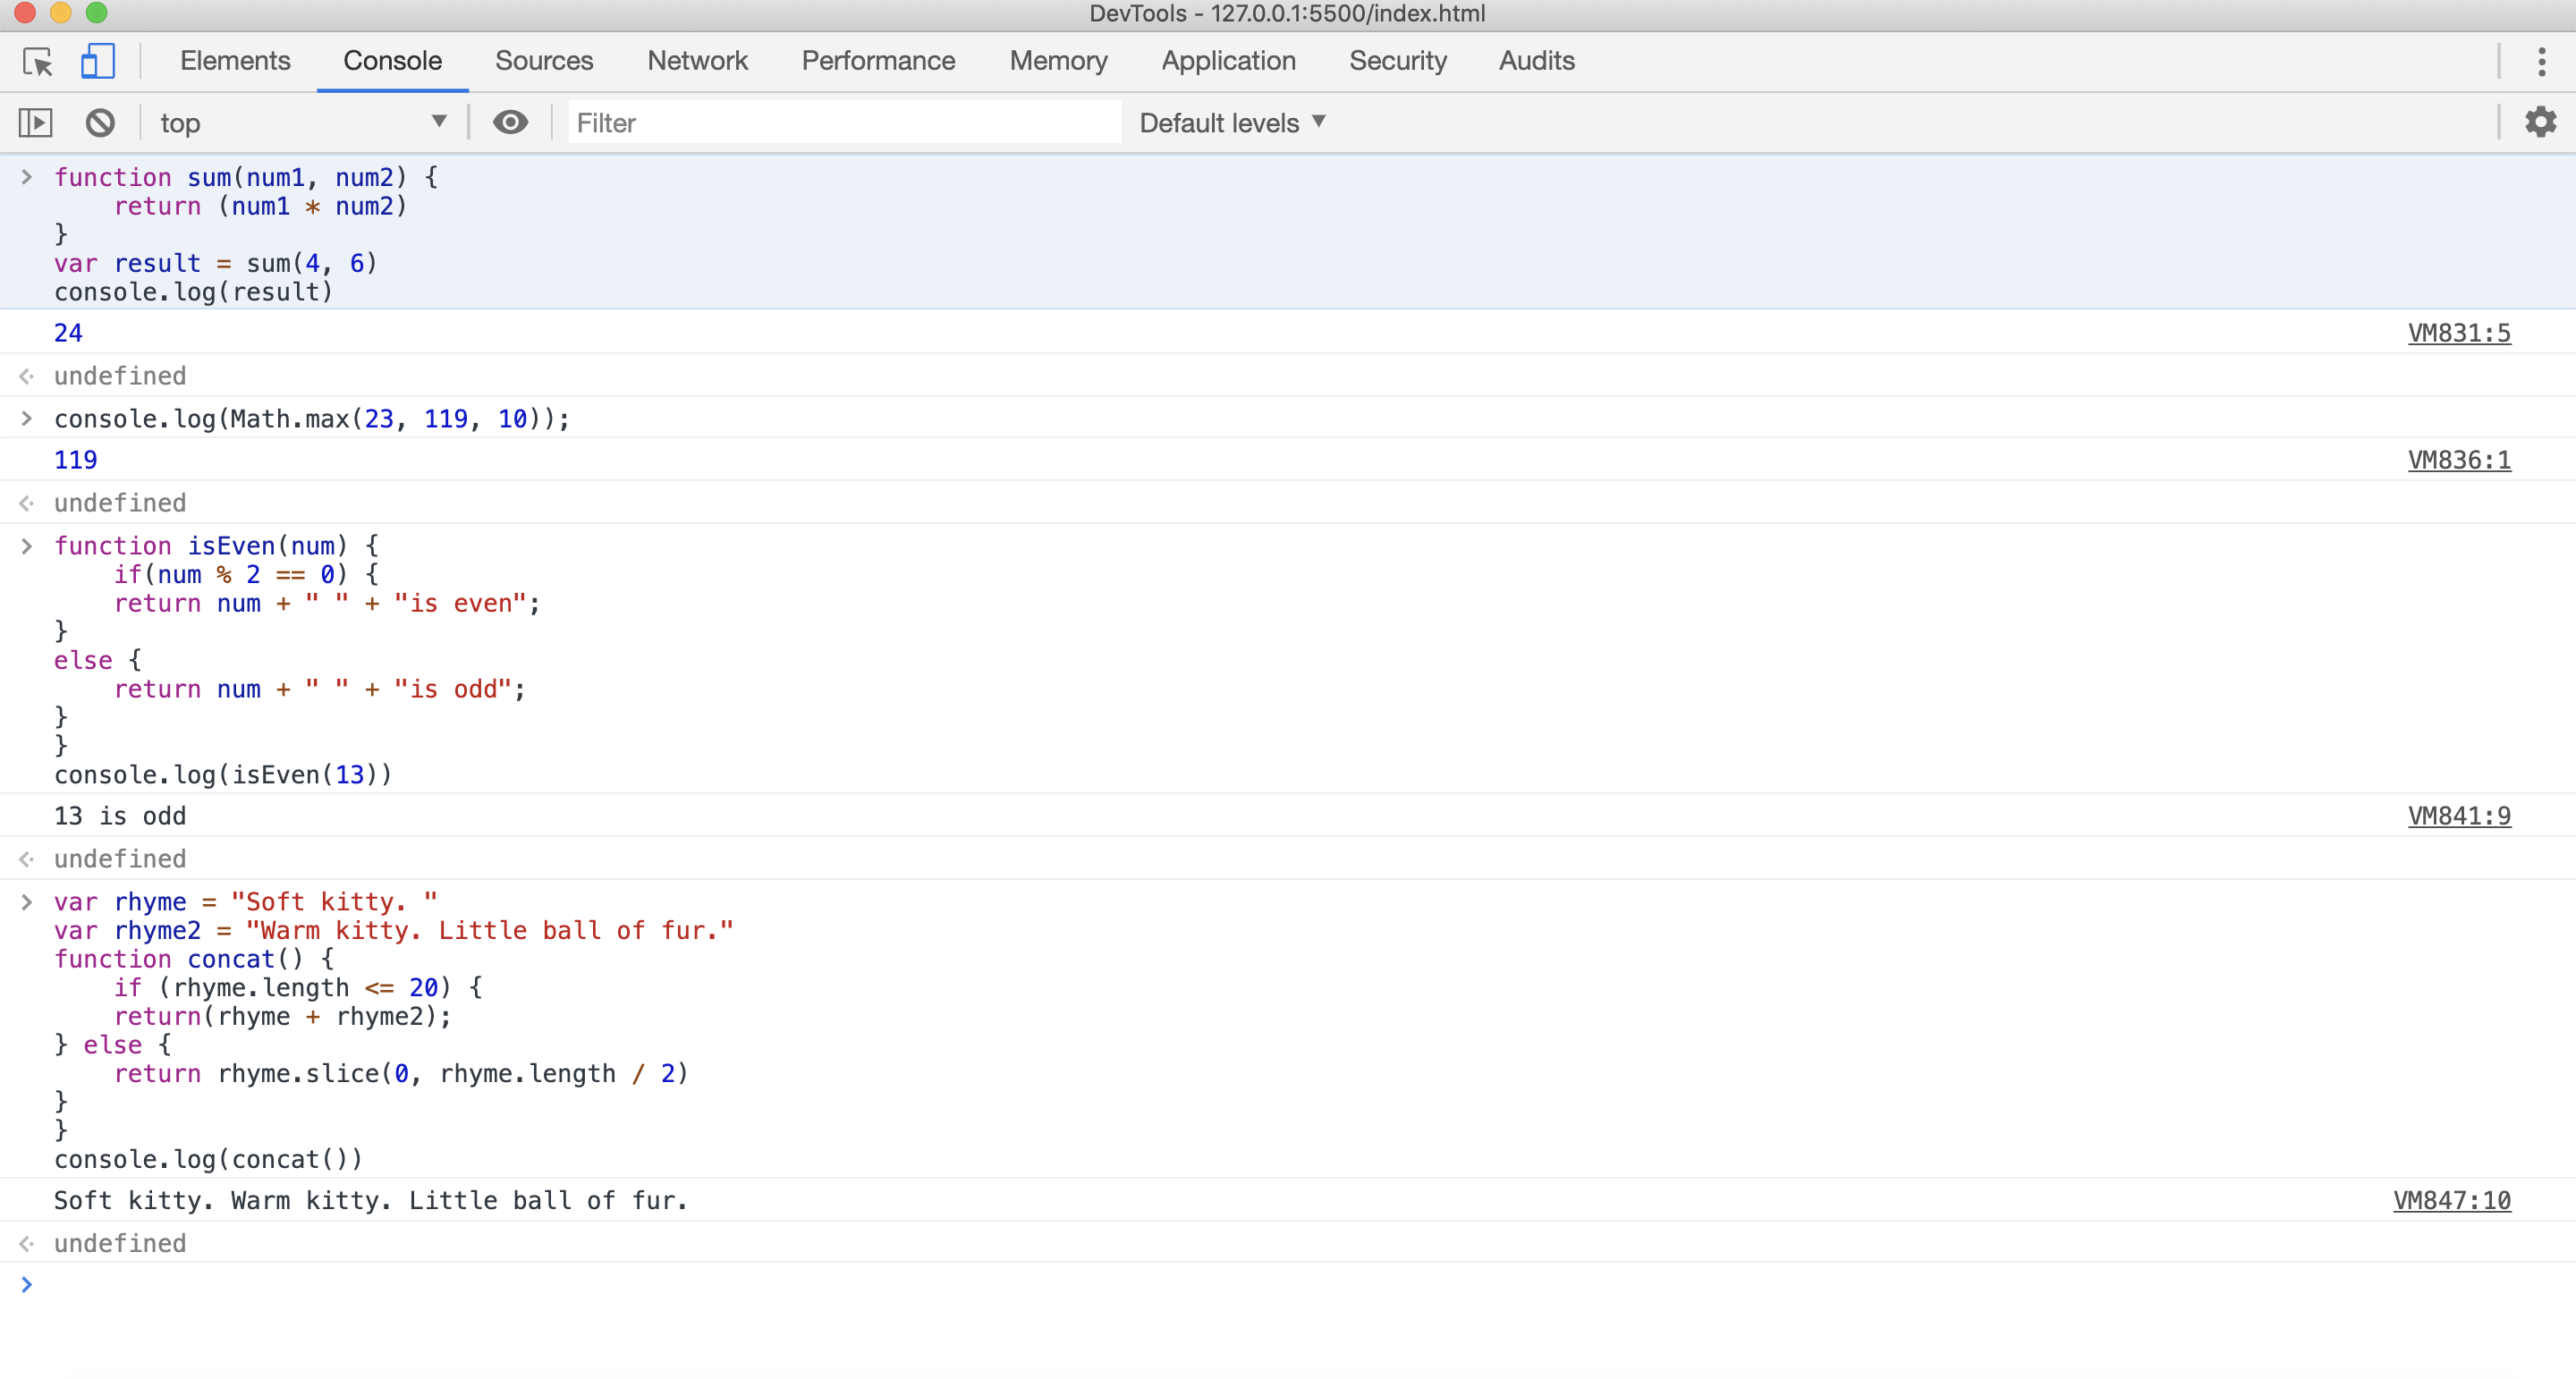 DevTools - 127.0.0.1:5500/index.html
Elements Console Sources Network Performance Memory Application Security Audits
top Filter Default levels
function sum(num1, num2) {
    return (num1 * num2)
}
var result = sum(4, 6)
console.log(result)
24 VM831:5
undefined
console.log(Math.max(23, 119, 10));
119 VM836:1
undefined
function isEven(num) {
    if(num % 2 == 0) {
    return num + " " + "is even";
}
else {
    return num + " " + "is odd";
}
}
console.log(isEven(13))
13 is odd VM841:9
undefined
var rhyme = "Soft kitty. "
var rhyme2 = "Warm kitty. Little ball of fur."
function concat() {
    if (rhyme.length <= 20) {
    return(rhyme + rhyme2);
} else {
    return rhyme.slice(0, rhyme.length / 2)
}
}
console.log(concat())
Soft kitty. Warm kitty. Little ball of fur. VM847:10
undefined